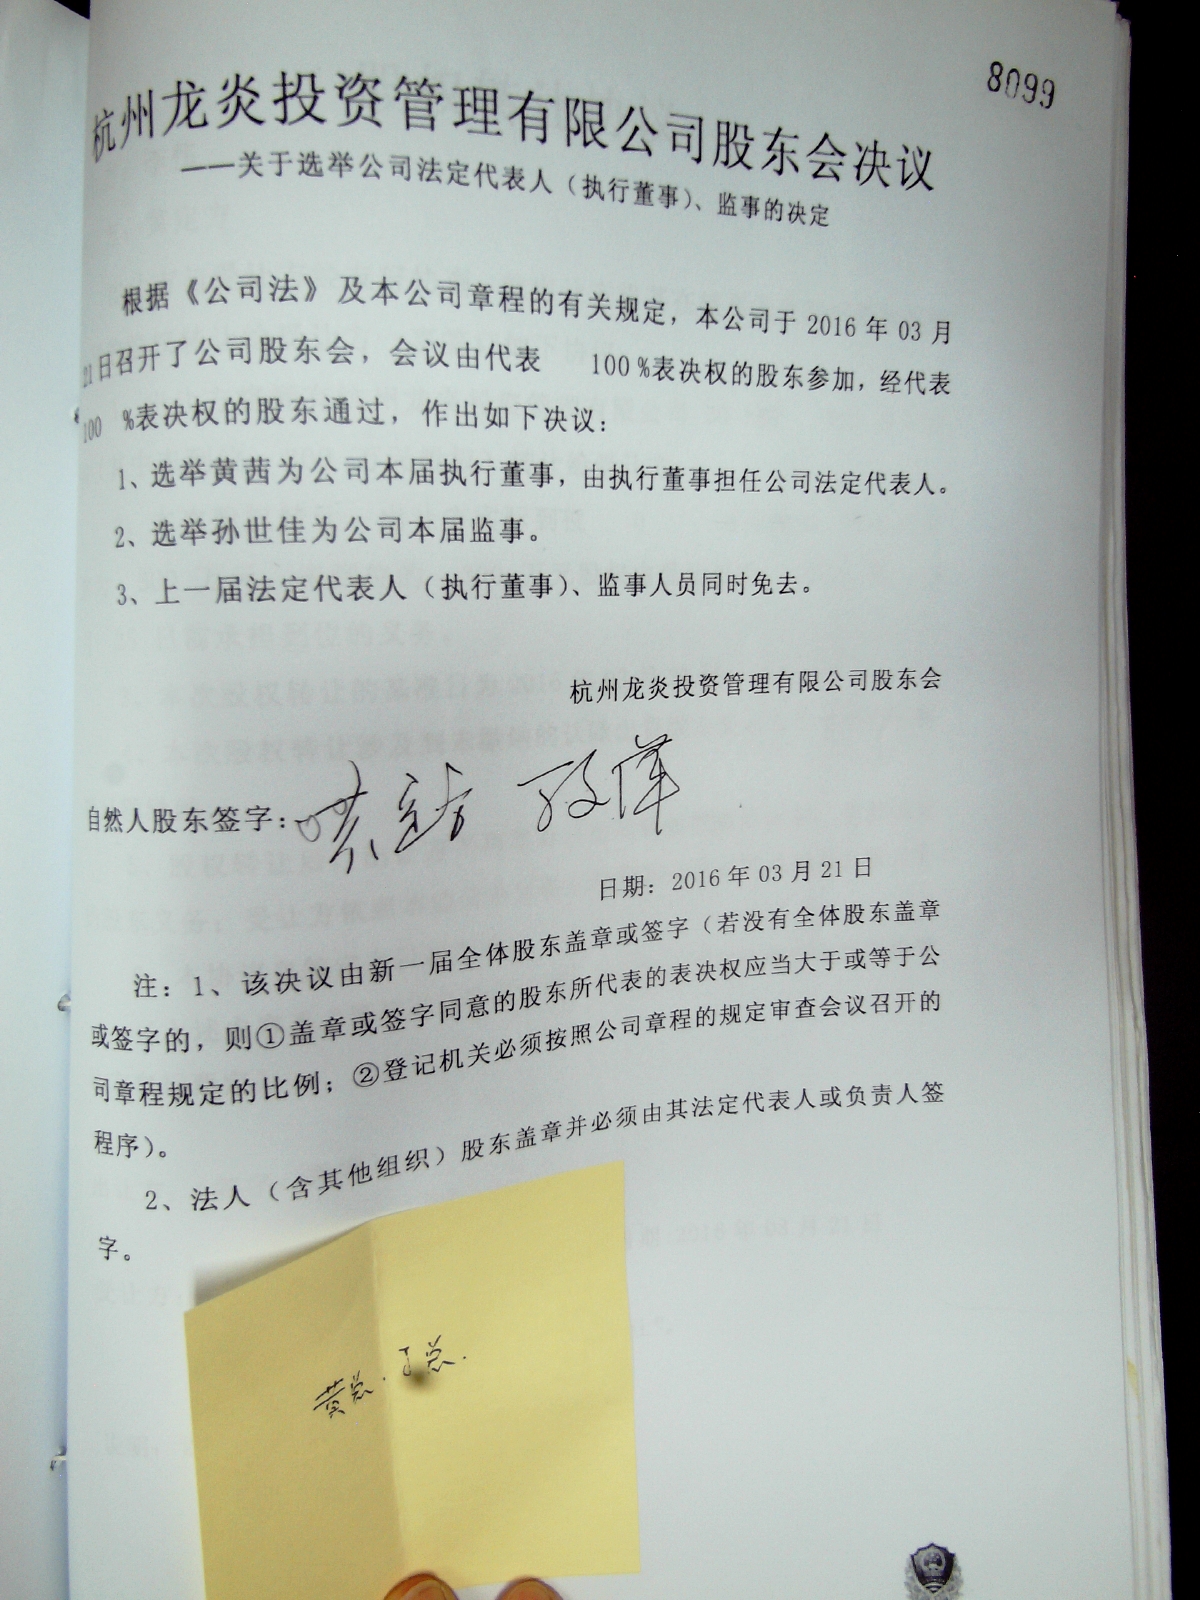 8099
杭州龙炎投资管理有限公司股东会决议
——关于选举公司法定代表人（执行董事）、监事的决定
根据《公司法》及本公司章程的有关规定，本公司于 2016 年 03 月
21 日召开了公司股东会，会议由代表 100 %表决权的股东参加，经代表
100 %表决权的股东通过，作出如下决议：
1、选举黄茜为公司本届执行董事，由执行董事担任公司法定代表人。
2、选举孙世佳为公司本届监事。
3、上一届法定代表人（执行董事）、监事人员同时免去。
杭州龙炎投资管理有限公司股东会
自然人股东签字：
日期：2016 年 03 月 21 日
注：1、该决议由新一届全体股东盖章或签字（若没有全体股东盖章
或签字的，则①盖章或签字同意的股东所代表的表决权应当大于或等于公
司章程规定的比例；②登记机关必须按照公司章程的规定审查会议召开的
程序）。
2、法人（含其他组织）股东盖章并必须由其法定代表人或负责人签
字。
黄总．丁总．